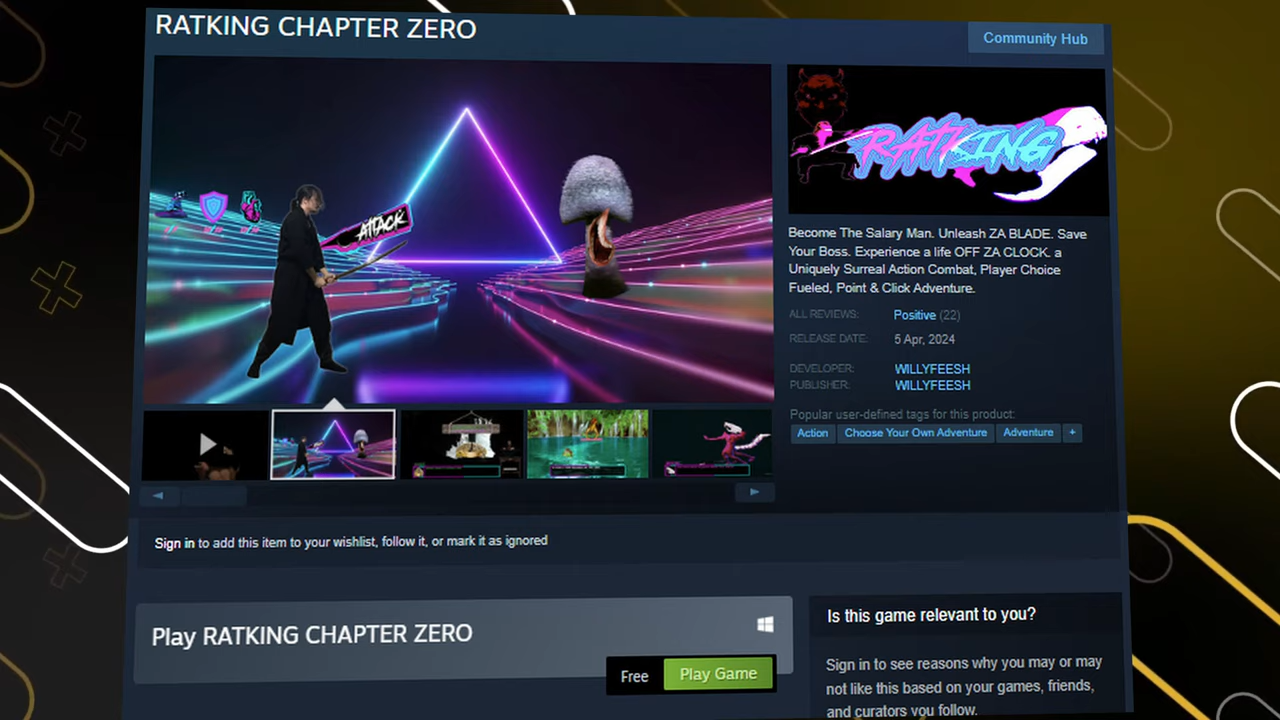 RATKING CHAPTER ZERO
Community Hub
ATTACK
RATKING
Become The Salary Man. Unleash ZA BLADE. Save
Your Boss. Experience a life OFF ZA CLOCK. a
Uniquely Surreal Action Combat, Player Choice
Fueled, Point & Click Adventure.
ALL REVIEWS: Positive (22)
RELEASE DATE: 5 Apr, 2024
DEVELOPER: WILLYFEESH
PUBLISHER: WILLYFEESH
Popular user-defined tags for this product:
Action Choose Your Own Adventure Adventure +
Sign in to add this item to your wishlist, follow it, or mark it as ignored
Play RATKING CHAPTER ZERO
Free Play Game
Is this game relevant to you?
Sign in to see reasons why you may or may
not like this based on your games, friends,
and curators you follow.